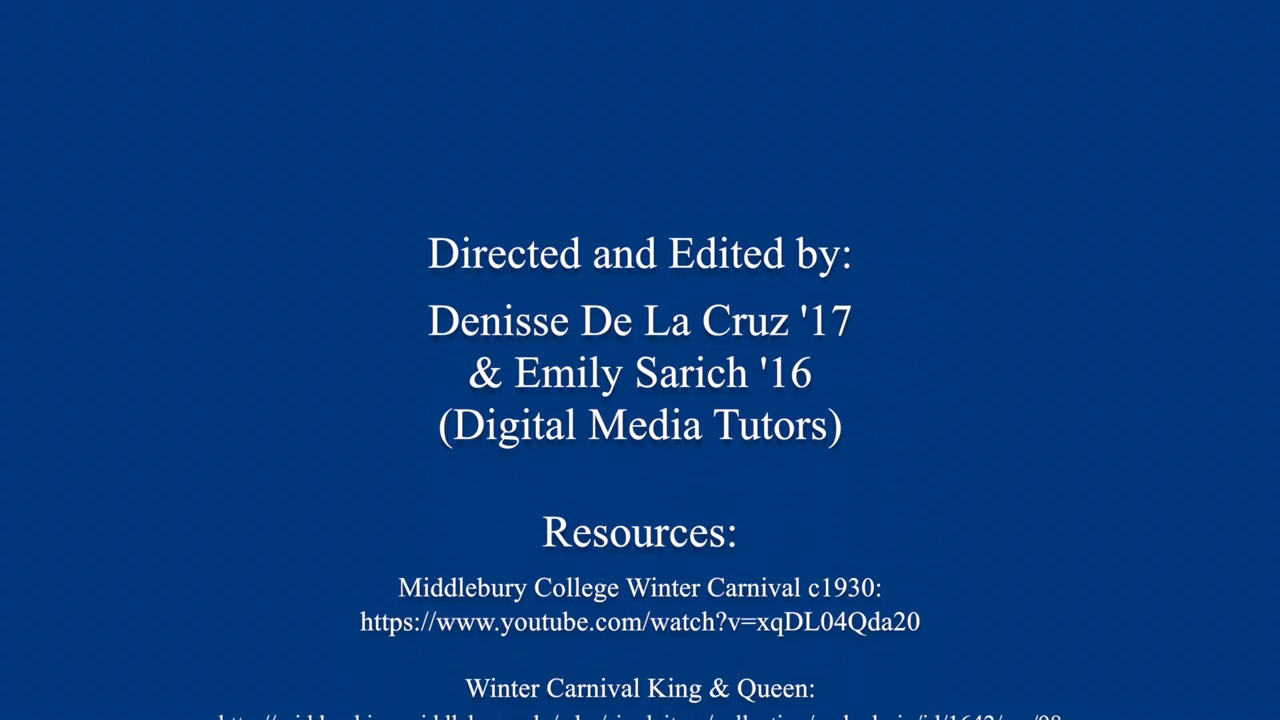 Directed and Edited by:
Denisse De La Cruz '17
& Emily Sarich '16
(Digital Media Tutors)
Resources:
Middlebury College Winter Carnival c1930:
https://www.youtube.com/watch?v=xqDL04Qda20
Winter Carnival King & Queen: